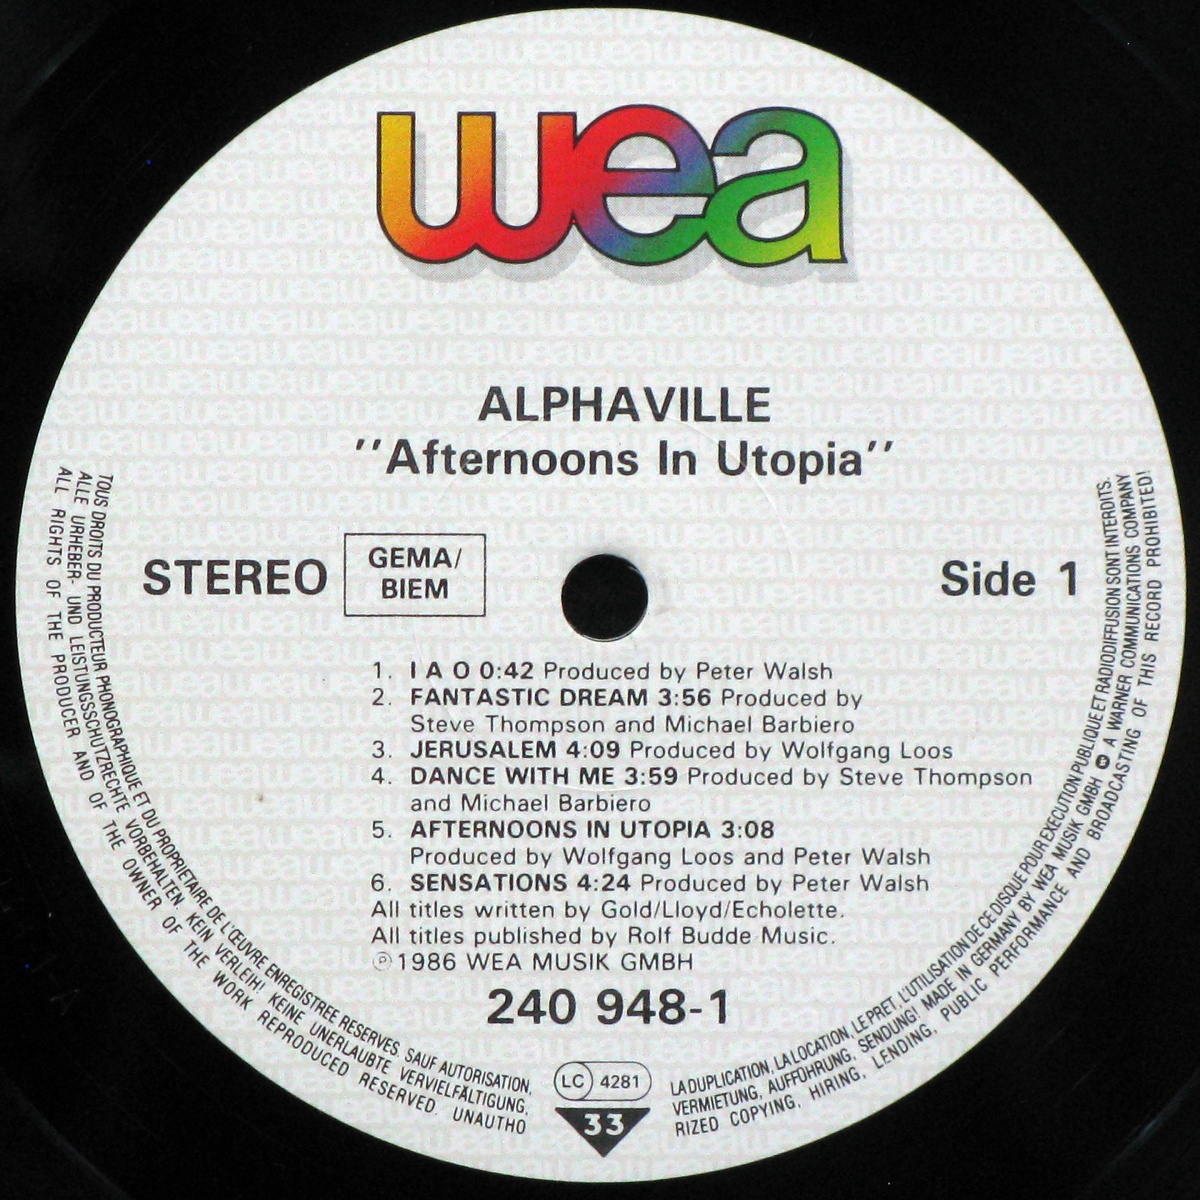 wea
ALPHAVILLE
''Afternoons In Utopia''
STEREO
GEMA/
BIEM
Side 1
1. I A O 0:42 Produced by Peter Walsh
2. FANTASTIC DREAM 3:56 Produced by
Steve Thompson and Michael Barbiero
3. JERUSALEM 4:09 Produced by Wolfgang Loos
4. DANCE WITH ME 3:59 Produced by Steve Thompson
and Michael Barbiero
5. AFTERNOONS IN UTOPIA 3:08
Produced by Wolfgang Loos and Peter Walsh
6. SENSATIONS 4:24 Produced by Peter Walsh
All titles written by Gold/Lloyd/Echolette.
All titles published by Rolf Budde Music.
℗ 1986 WEA MUSIK GMBH
240 948-1
LC 4281
33
TOUS DROITS DU PRODUCTEUR PHONOGRAPHIQUE ET DU PROPRIETAIRE DE L'ŒUVRE ENREGISTREE RESERVES. SAUF AUTORISATION, LA DUPLICATION, LA LOCATION, LE PRET, L'UTILISATION DE CE DISQUE POUR EXECUTION PUBLIQUE ET RADIODIFFUSION SONT INTERDITS.
ALLE URHEBER- UND LEISTUNGSSCHUTZRECHTE VORBEHALTEN. KEIN VERLEIH! KEINE UNERLAUBTE VERVIELFÄLTIGUNG, VERMIETUNG, AUFFÜHRUNG, SENDUNG! MADE IN GERMANY BY WEA MUSIK GMBH A WARNER COMMUNICATIONS COMPANY
ALL RIGHTS OF THE PRODUCER AND OF THE OWNER OF THE WORK REPRODUCED RESERVED. UNAUTHORIZED COPYING, HIRING, LENDING, PUBLIC PERFORMANCE AND BROADCASTING OF THIS RECORD PROHIBITED!